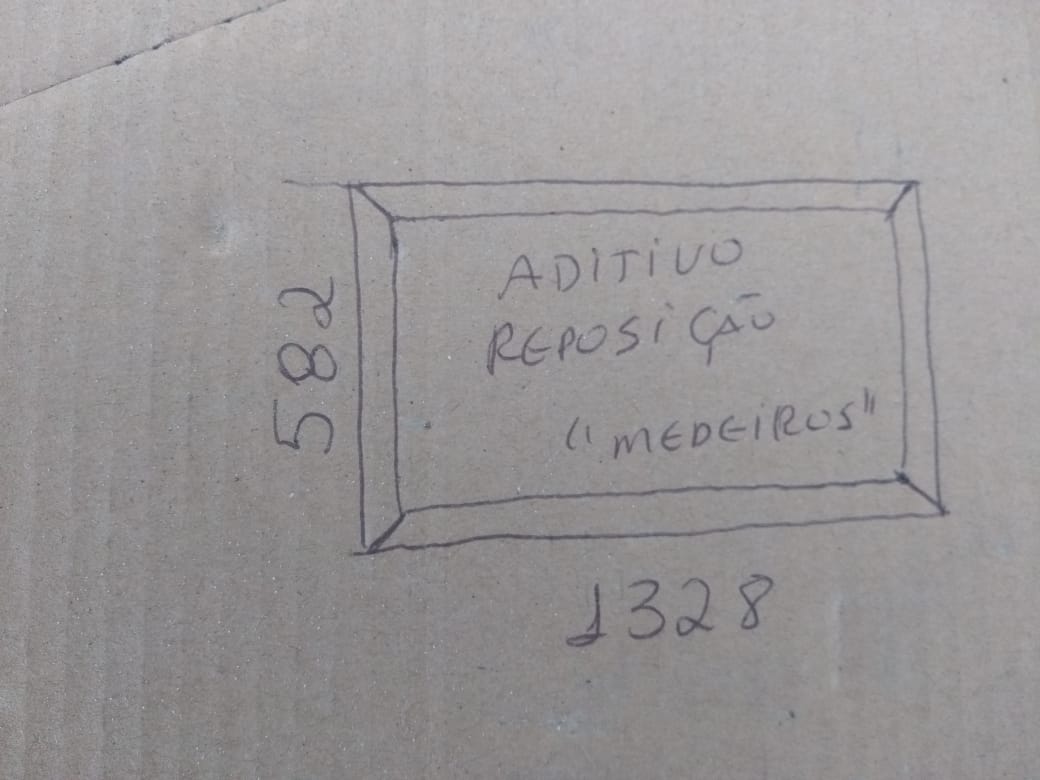 ADITIVO
REPOSIÇÃO
"MEDEIROS"
582
1328